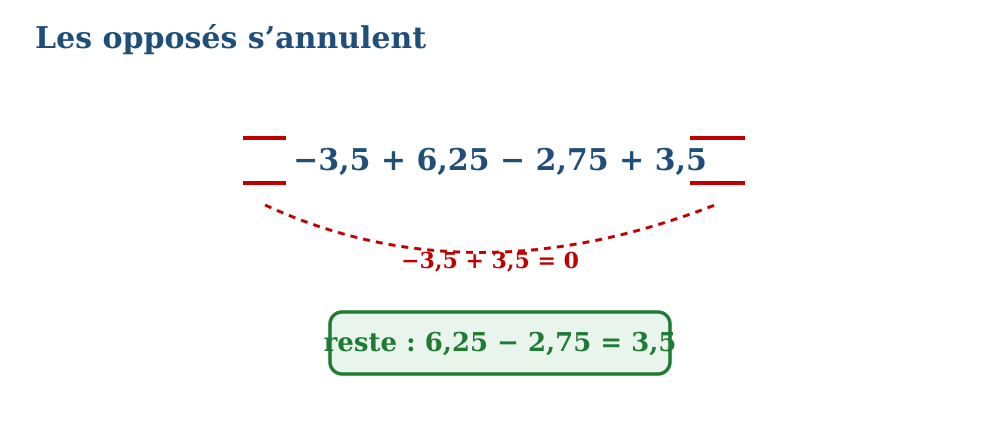 Les opposés s’annulent
−3,5 + 6,25 − 2,75 + 3,5
−3,5 + 3,5 = 0
reste : 6,25 − 2,75 = 3,5